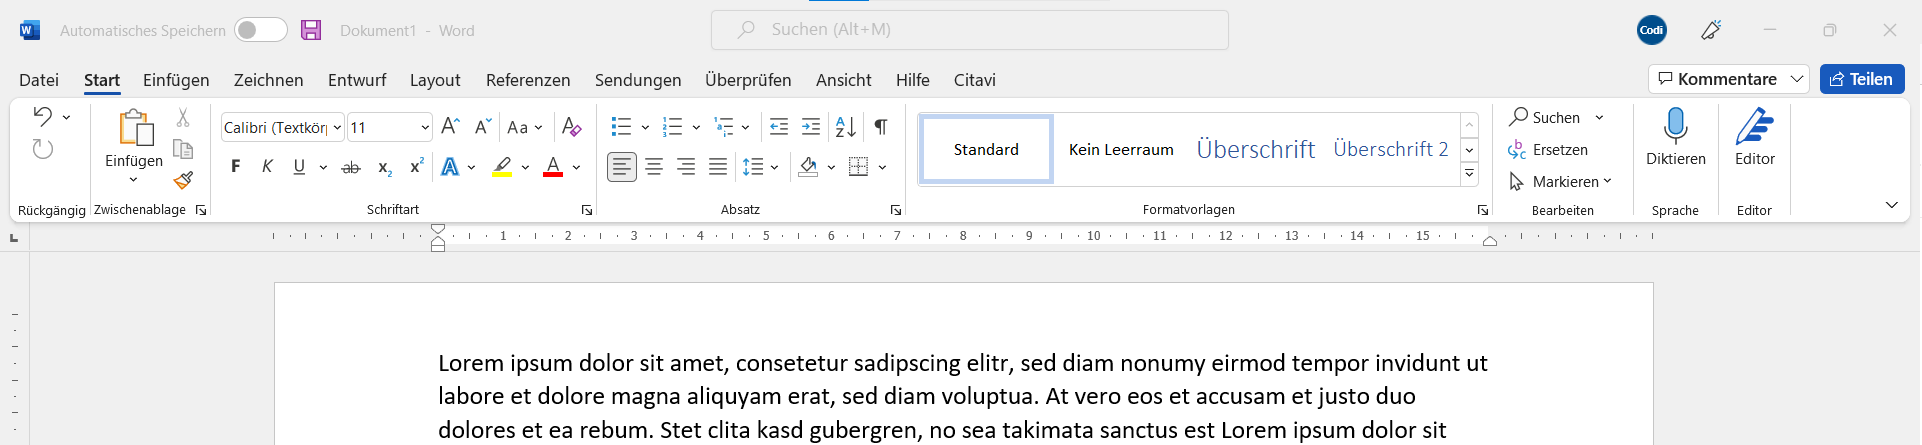 Automatisches Speichern Dokument1 - Word Suchen (Alt+M) Codi
Datei Start Einfügen Zeichnen Entwurf Layout Referenzen Sendungen Überprüfen Ansicht Hilfe Citavi Kommentare Teilen
Calibri (Textkör 11 Aa
Einfügen
F K U ab x₂ x² A A
Rückgängig Zwischenablage Schriftart Absatz
Standard Kein Leerraum Überschrift Überschrift 2
Formatvorlagen
Suchen
Ersetzen
Markieren
Bearbeiten
Diktieren
Sprache
Editor
Editor
1 2 3 4 5 6 7 8 9 10 11 12 13 14 15
Lorem ipsum dolor sit amet, consetetur sadipscing elitr, sed diam nonumy eirmod tempor invidunt ut
labore et dolore magna aliquyam erat, sed diam voluptua. At vero eos et accusam et justo duo
dolores et ea rebum. Stet clita kasd gubergren, no sea takimata sanctus est Lorem ipsum dolor sit